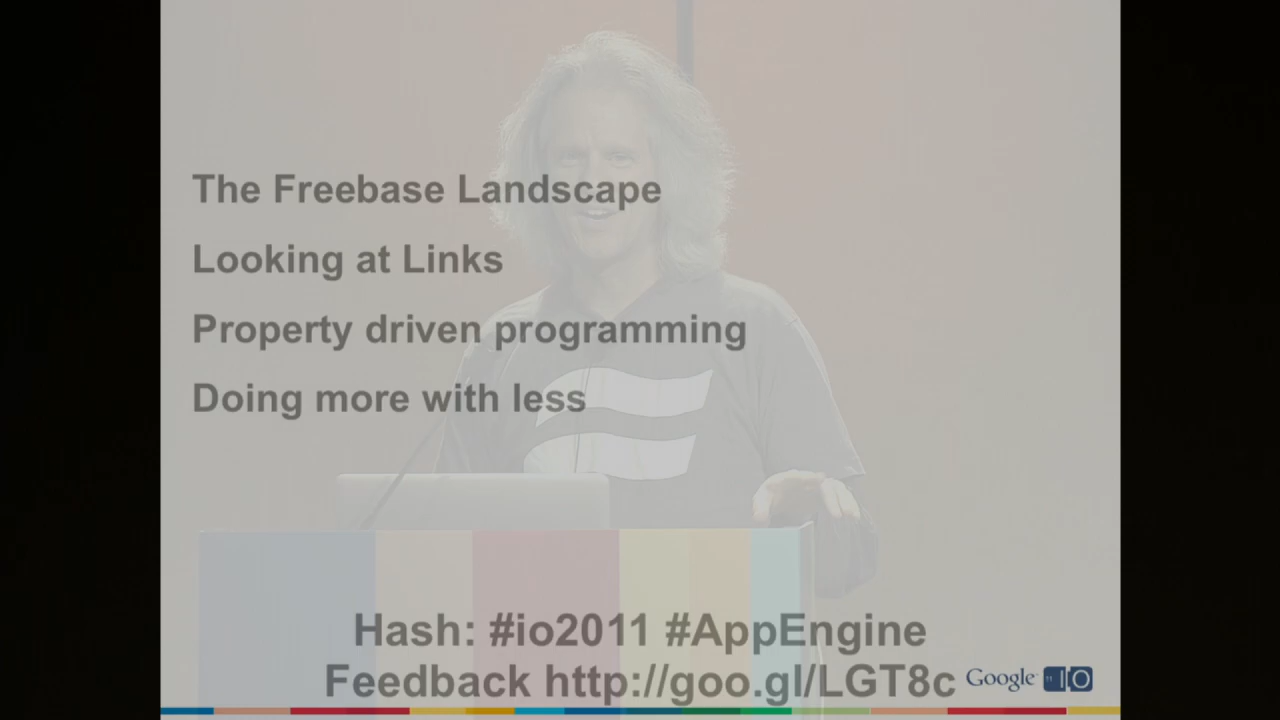 The Freebase Landscape
Looking at Links
Property driven programming
Doing more with less
Hash: #io2011 #AppEngine
Feedback http://goo.gl/LGT8c
Google IO